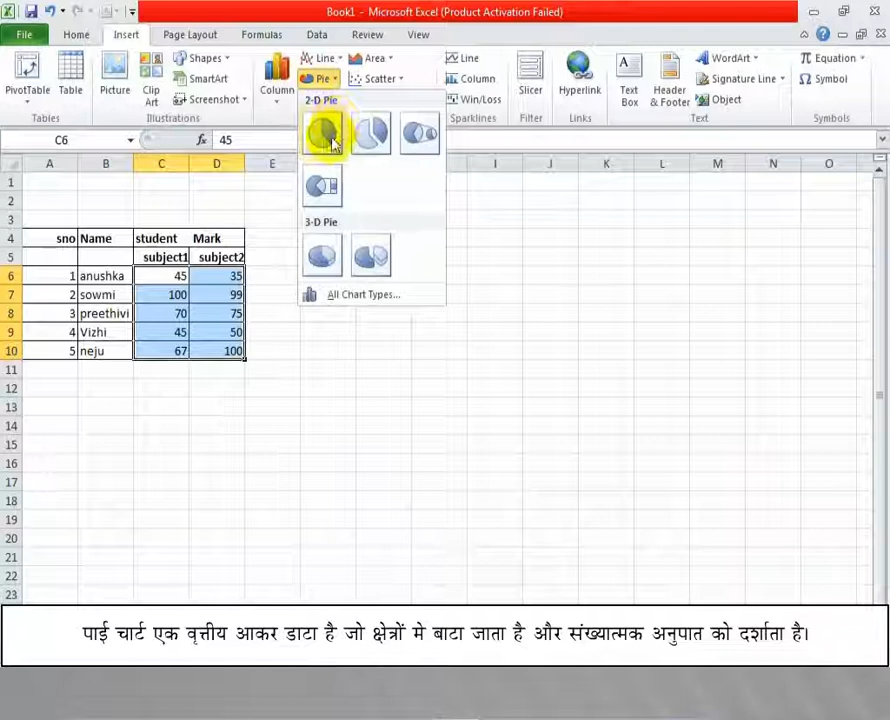 Book1 - Microsoft Excel (Product Activation Failed)
File Home Insert Page Layout Formulas Data Review View
PivotTable Table Picture Clip Art Shapes SmartArt Screenshot Column Line Pie Area Scatter Line Column Win/Loss Slicer Hyperlink Text Box Header & Footer WordArt Signature Line Object Equation Symbol
Tables Illustrations Sparklines Filter Links Text Symbols
C6 fx 45
2-D Pie
3-D Pie
All Chart Types...
A B C D E I J K L M N O
1
2
3
4 sno Name student Mark
5 subject1 subject2
6 1 anushka 45 35
7 2 sowmi 100 99
8 3 preethivi 70 75
9 4 Vizhi 45 50
10 5 neju 67 100
11
12
13
14
15
16
17
18
19
20
21
22
23
पाई चार्ट एक वृत्तीय आकर डाटा है जो क्षेत्रों मे बाटा जाता है और संख्यात्मक अनुपात को दर्शाता है।